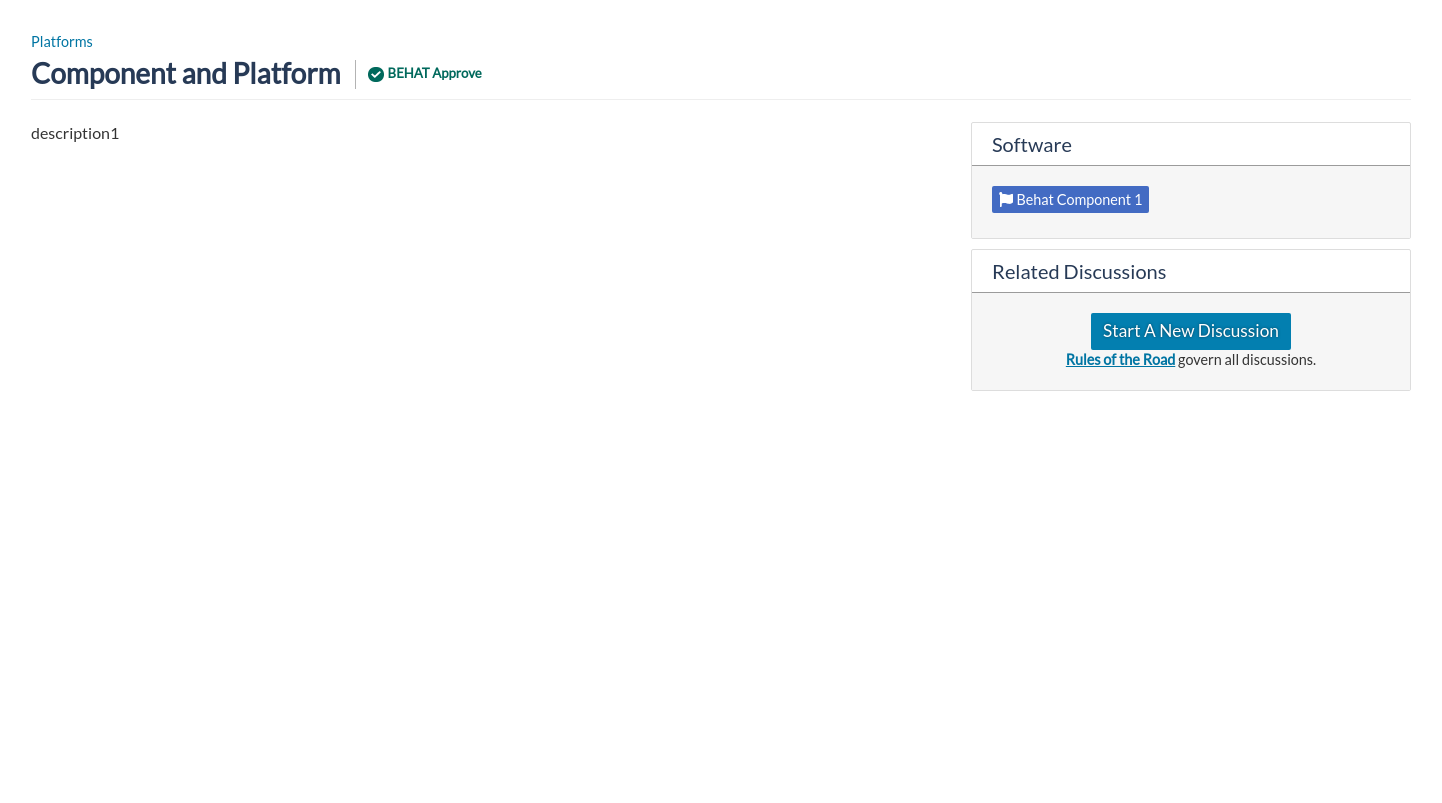 Platforms
Component and Platform
BEHAT Approve
description1
Software
Behat Component 1
Related Discussions
Start A New Discussion
Rules of the Road govern all discussions.